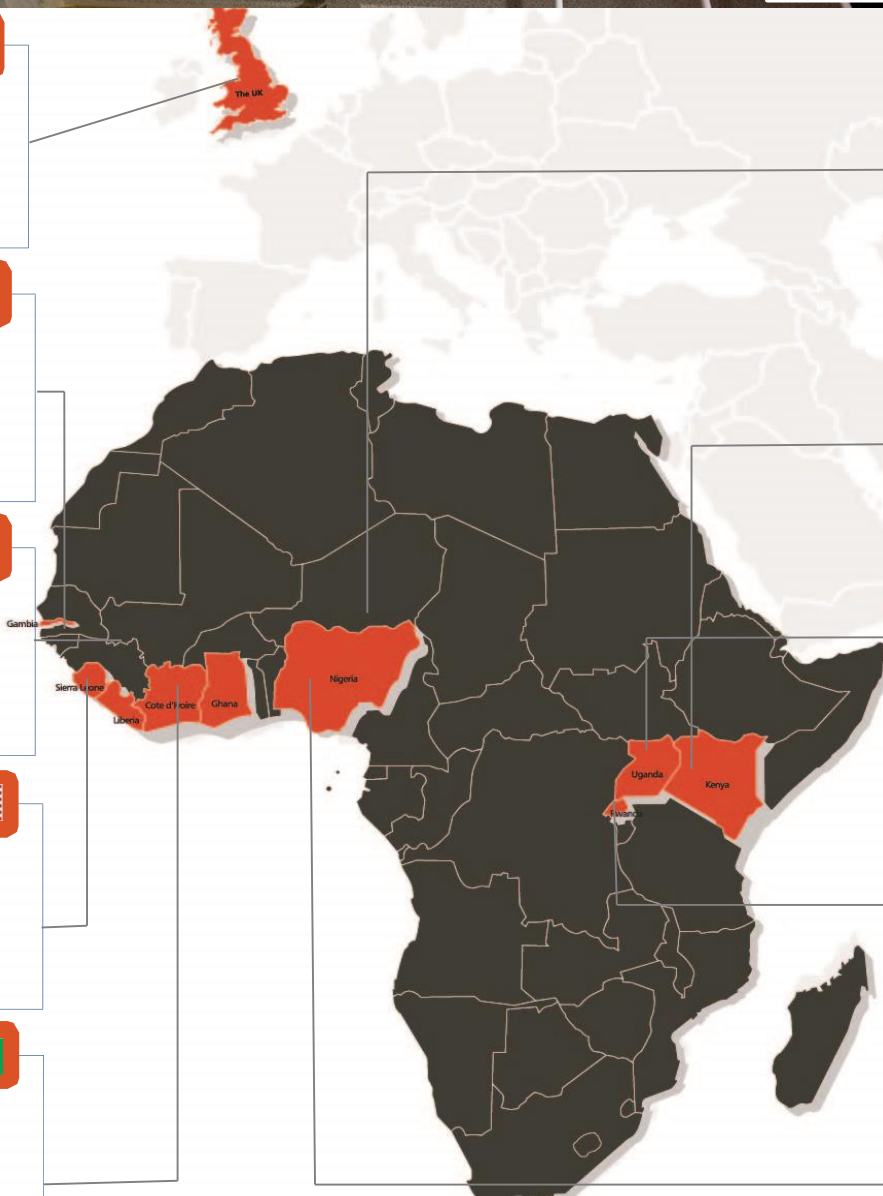 The UK
Gambia
Nigeria
Sierra Leone
Cote d'Ivoire
Ghana
Liberia
Uganda
Kenya
Rwanda